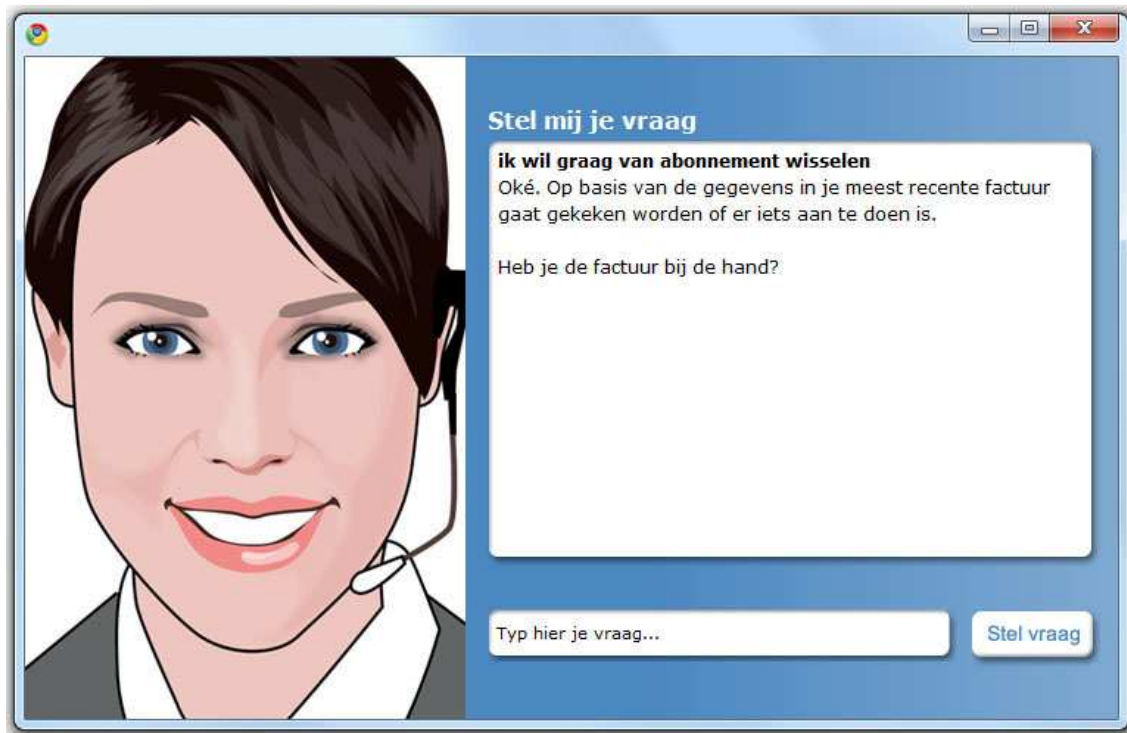 Stel mij je vraag
ik wil graag van abonnement wisselen
Oké. Op basis van de gegevens in je meest recente factuur
gaat gekeken worden of er iets aan te doen is.
Heb je de factuur bij de hand?
Typ hier je vraag...
Stel vraag